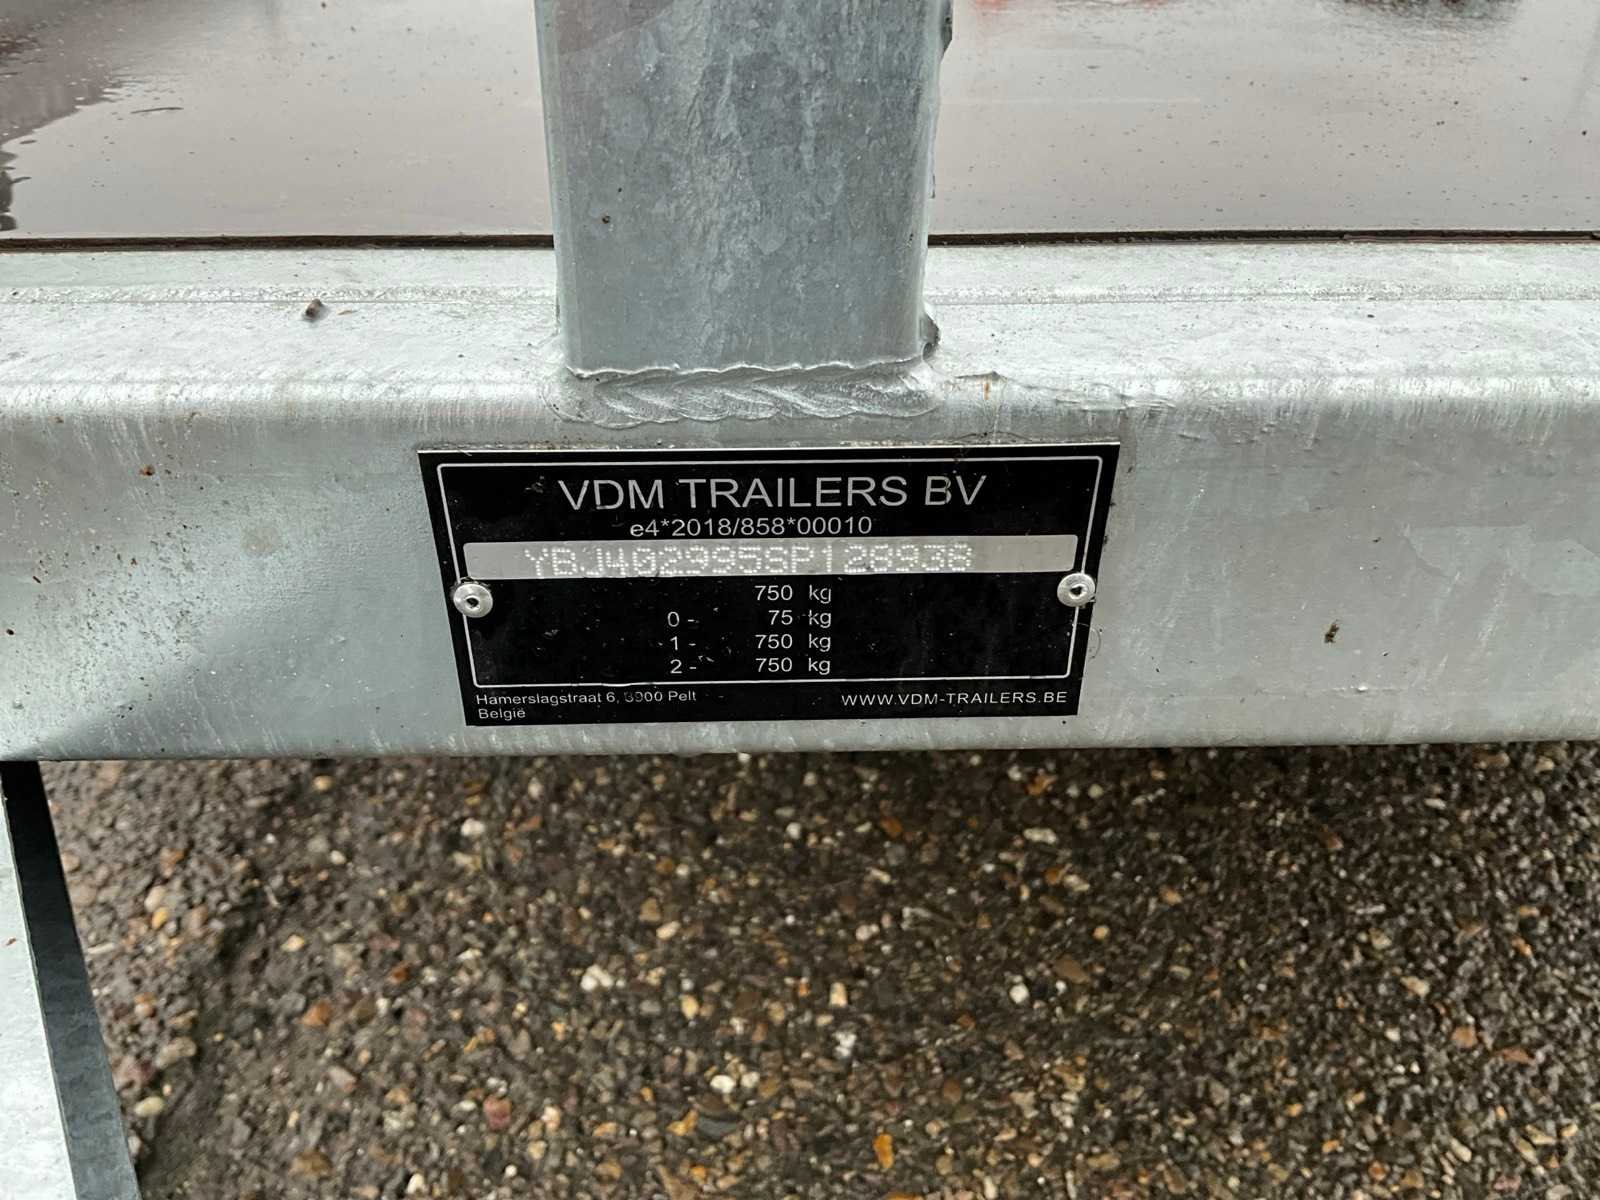 VDM TRAILERS BV
e4*2018/858*00010
YBJ402995SP128938
750 kg
0 - 75 kg
1 - 750 kg
2 - 750 kg
Hamerslagstraat 6, 3900 Pelt
België
WWW.VDM-TRAILERS.BE